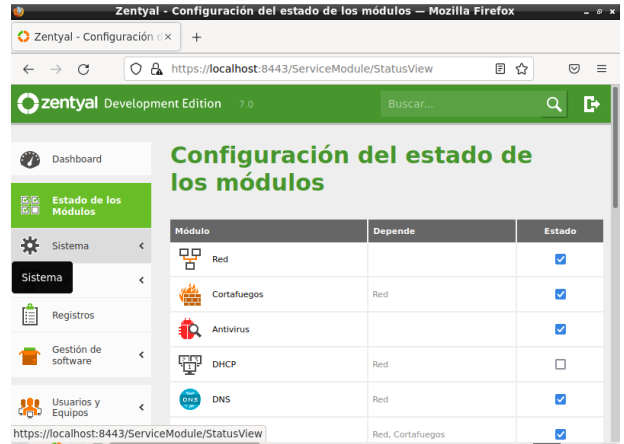 Zentyal - Configuración del estado de los módulos — Mozilla Firefox
Zentyal - Configuración d
https://localhost:8443/ServiceModule/StatusView
zentyal Development Edition 7.0
Buscar...
Dashboard
Estado de los
Módulos
Sistema
Sistema
Registros
Gestión de
software
Usuarios y
Equipos
https://localhost:8443/ServiceModule/StatusView
Configuración del estado de
los módulos
Módulo Depende Estado
Red
Cortafuegos Red
Antivirus
DHCP Red
DNS DNS Red
Red, Cortafuegos